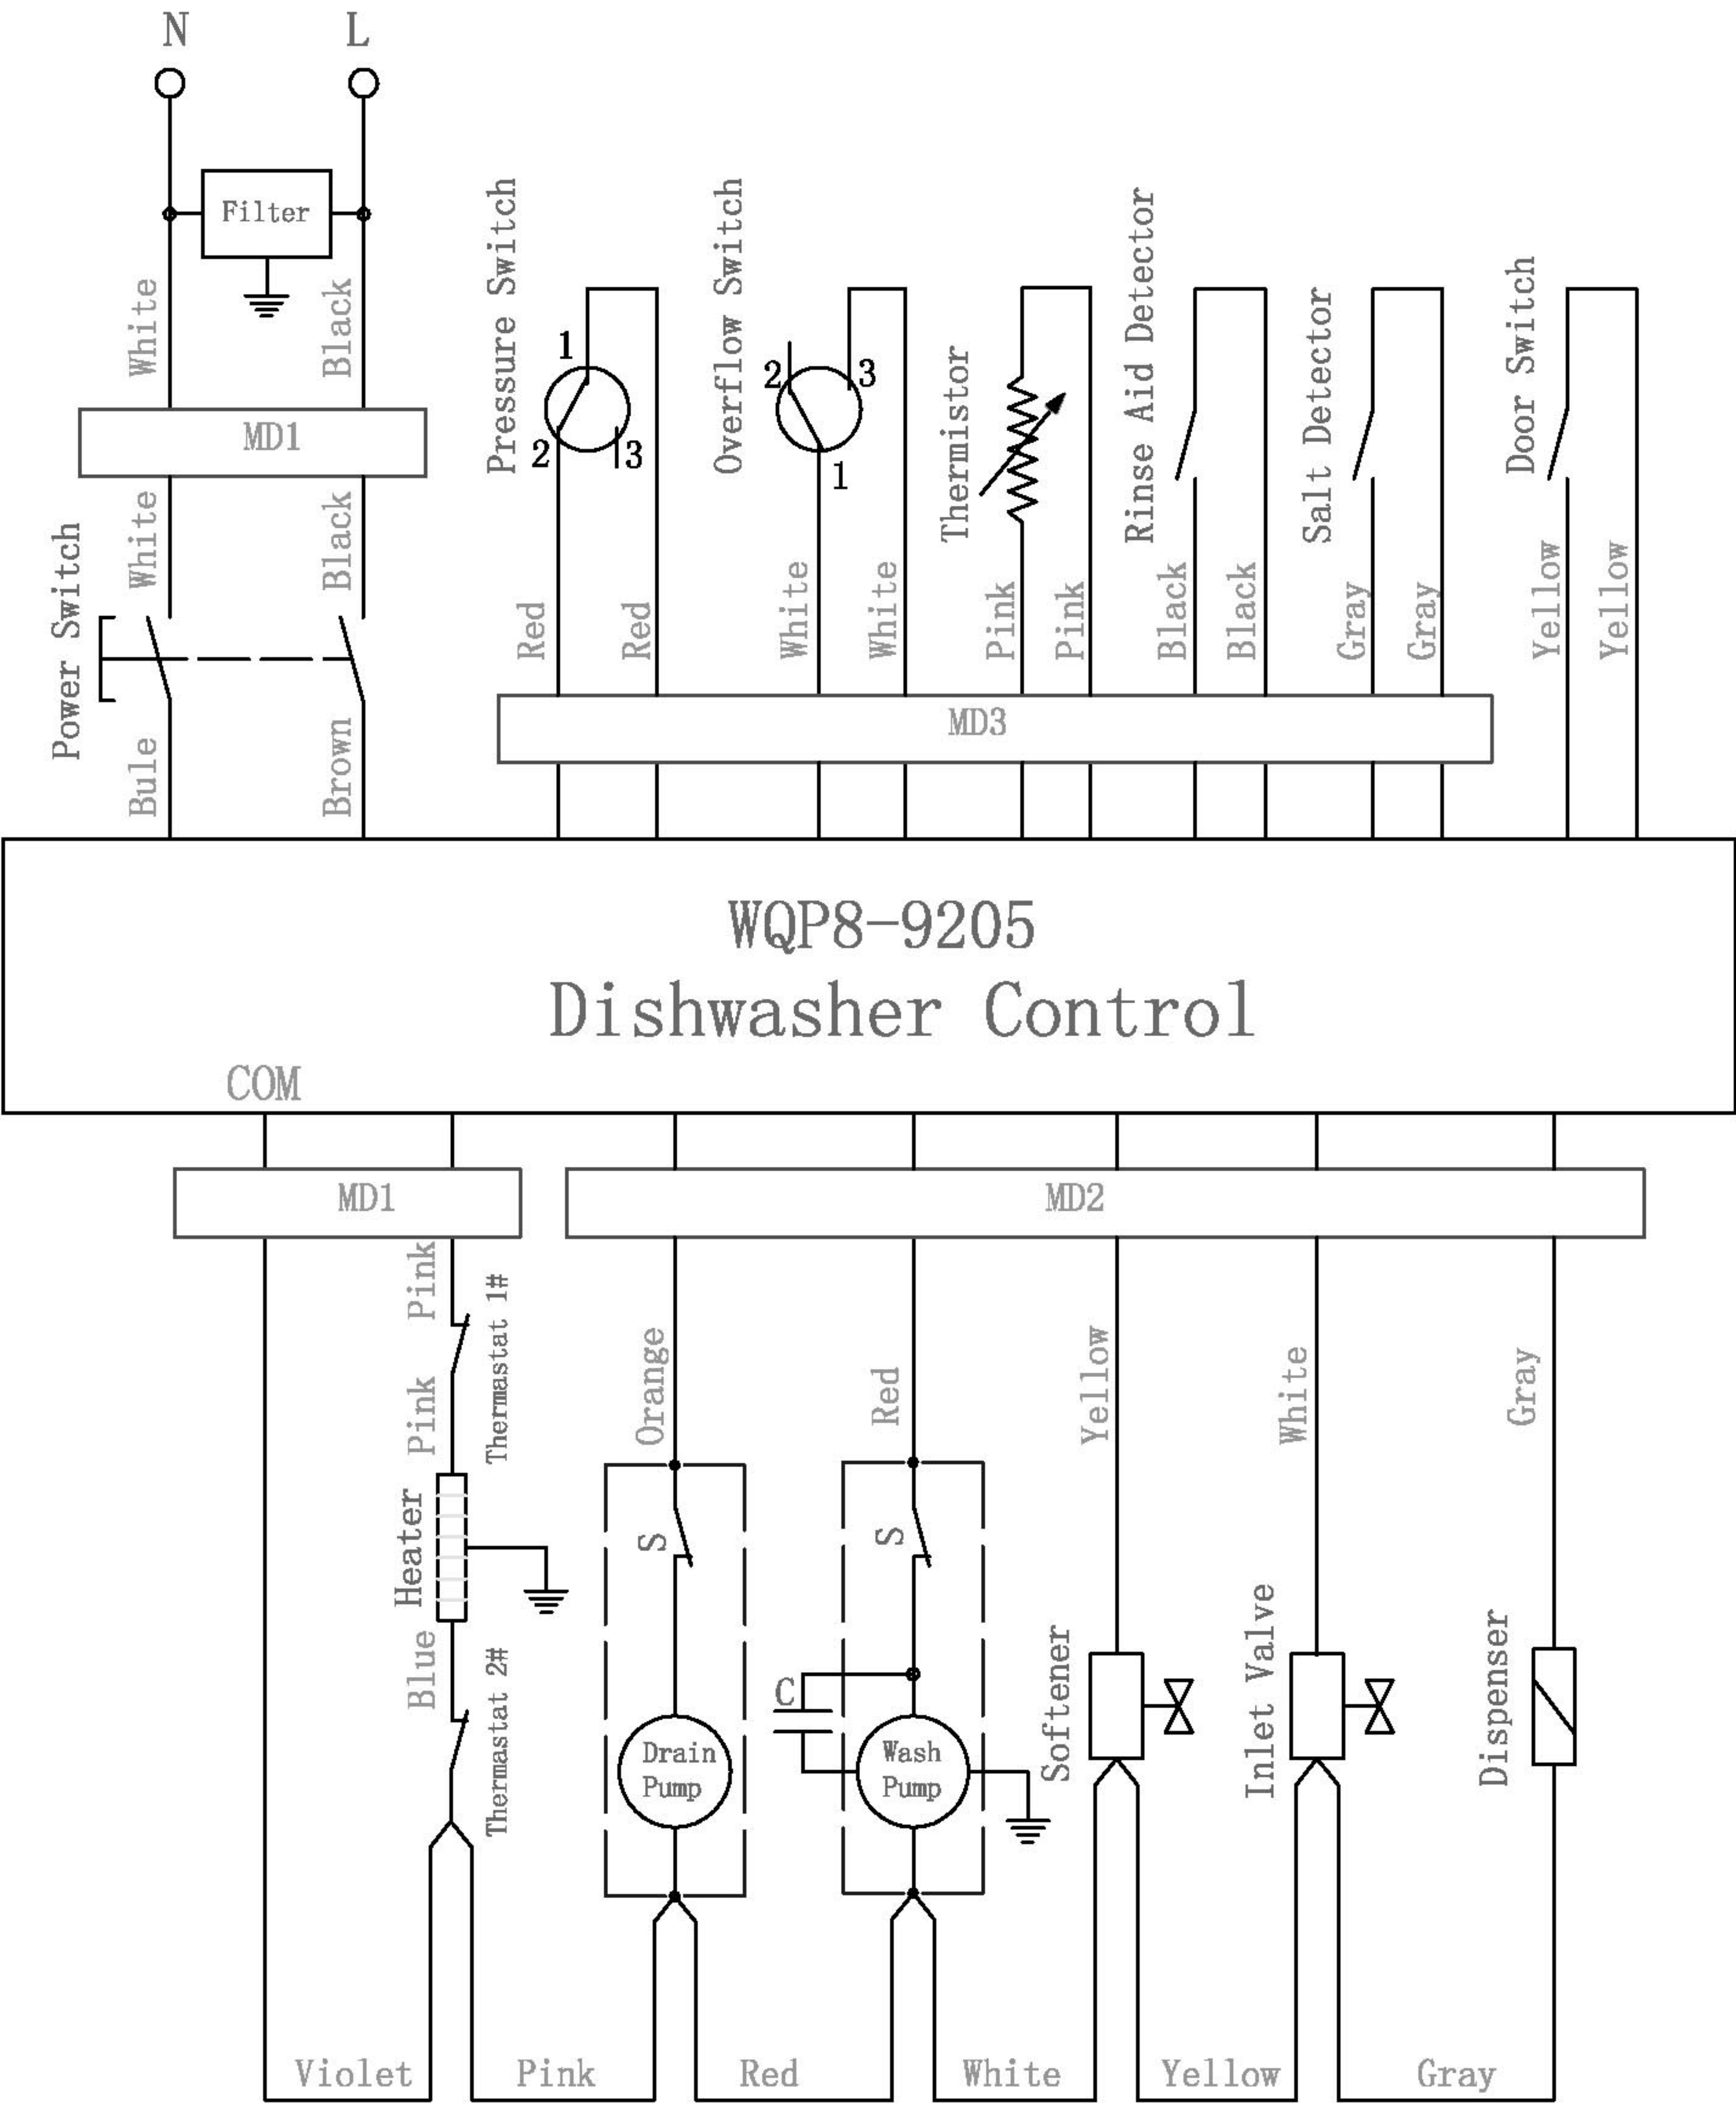 N
L
Filter
White
Black
MD1
White
Black
Power Switch
Bule
Brown
Pressure Switch
1
2
3
Red
Red
Overflow Switch
2
3
1
White
White
Thermistor
Pink
Pink
Rinse Aid Detector
Black
Black
Salt Detector
Gray
Gray
Door Switch
Yellow
Yellow
MD3
WQP8-9205
Dishwasher Control
COM
MD1
MD2
Pink
Thermastat 1#
Pink
Heater
Blue
Thermastat 2#
Orange
S
Drain
Pump
Red
S
C
Wash
Pump
Yellow
Softener
White
Inlet Valve
Gray
Dispenser
Violet
Pink
Red
White
Yellow
Gray